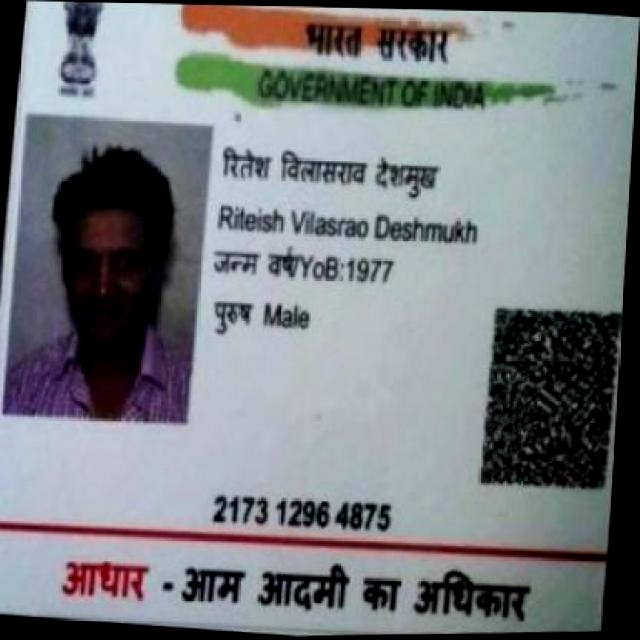 भारत सरकार
GOVERNMENT OF INDIA
रितेश विलासराव देशमुख
Riteish Vilasrao Deshmukh
जन्म वर्ष/YoB:1977
पुरुष Male
2173 1296 4875
आधार - आम आदमी का अधिकार